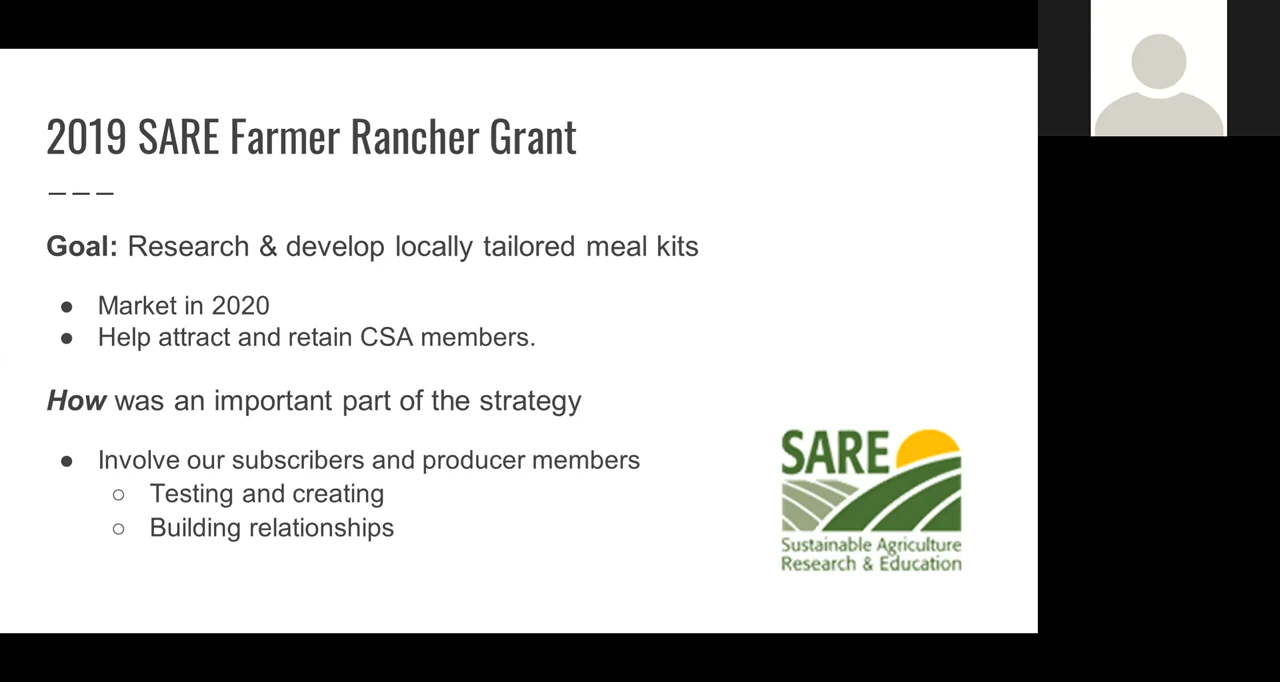 2019 SARE Farmer Rancher Grant
Goal: Research & develop locally tailored meal kits
● Market in 2020
● Help attract and retain CSA members.
How was an important part of the strategy
● Involve our subscribers and producer members
○ Testing and creating
○ Building relationships
SARE
Sustainable Agriculture
Research & Education